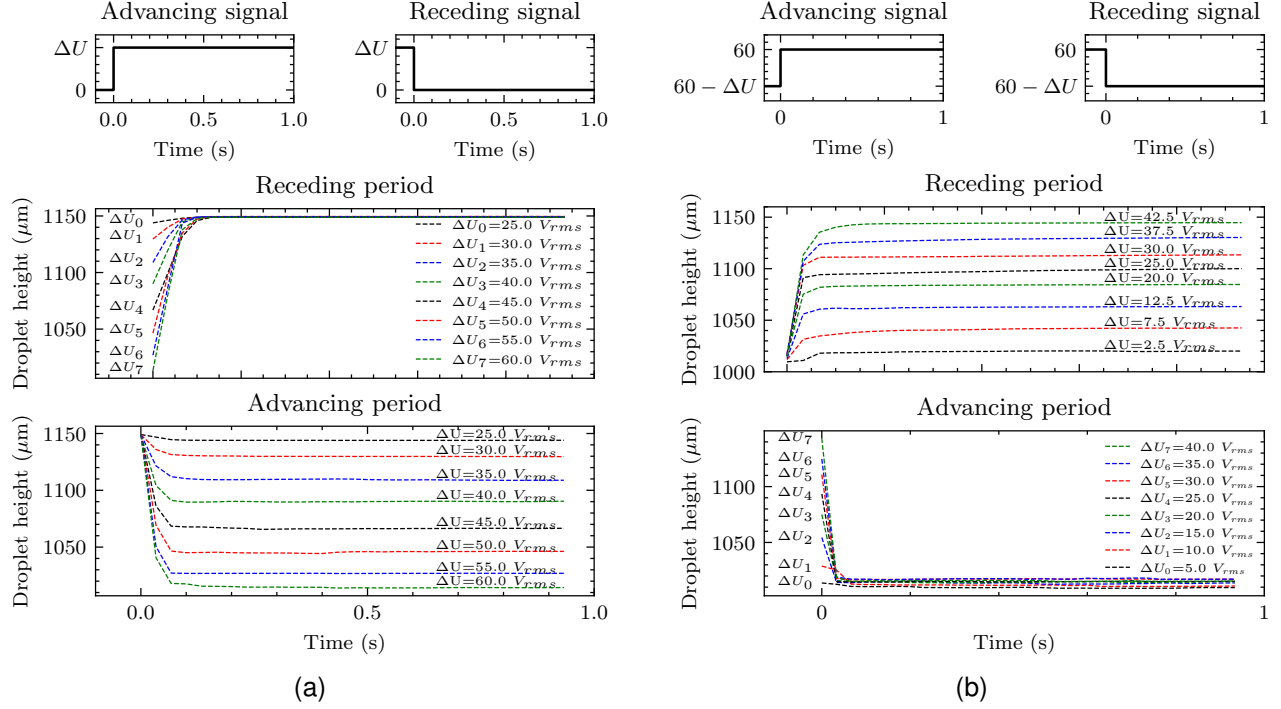 Advancing signal
Receding signal
ΔU
0
0.0 0.5 1.0
Time (s)
ΔU
0
0.0 0.5 1.0
Time (s)
Receding period
Droplet height (μm)
1150
1100
1050
ΔU₀
ΔU₁
ΔU₂
ΔU₃
ΔU₄
ΔU₅
ΔU₆
ΔU₇
ΔU₀=25.0 Vrms
ΔU₁=30.0 Vrms
ΔU₂=35.0 Vrms
ΔU₃=40.0 Vrms
ΔU₄=45.0 Vrms
ΔU₅=50.0 Vrms
ΔU₆=55.0 Vrms
ΔU₇=60.0 Vrms
Advancing period
Droplet height (μm)
1150
1100
1050
ΔU=25.0 Vrms
ΔU=30.0 Vrms
ΔU=35.0 Vrms
ΔU=40.0 Vrms
ΔU=45.0 Vrms
ΔU=50.0 Vrms
ΔU=55.0 Vrms
ΔU=60.0 Vrms
0.0 0.5 1.0
Time (s)
(a)
Advancing signal
Receding signal
60
60 − ΔU
0 1
Time (s)
60
60 − ΔU
0 1
Time (s)
Receding period
Droplet height (μm)
1150
1100
1050
1000
ΔU=42.5 Vrms
ΔU=37.5 Vrms
ΔU=30.0 Vrms
ΔU=25.0 Vrms
ΔU=20.0 Vrms
ΔU=12.5 Vrms
ΔU=7.5 Vrms
ΔU=2.5 Vrms
Advancing period
Droplet height (μm)
1100
1050
ΔU₇
ΔU₆
ΔU₅
ΔU₄
ΔU₃
ΔU₂
ΔU₁
ΔU₀
ΔU₇=40.0 Vrms
ΔU₆=35.0 Vrms
ΔU₅=30.0 Vrms
ΔU₄=25.0 Vrms
ΔU₃=20.0 Vrms
ΔU₂=15.0 Vrms
ΔU₁=10.0 Vrms
ΔU₀=5.0 Vrms
0 1
Time (s)
(b)